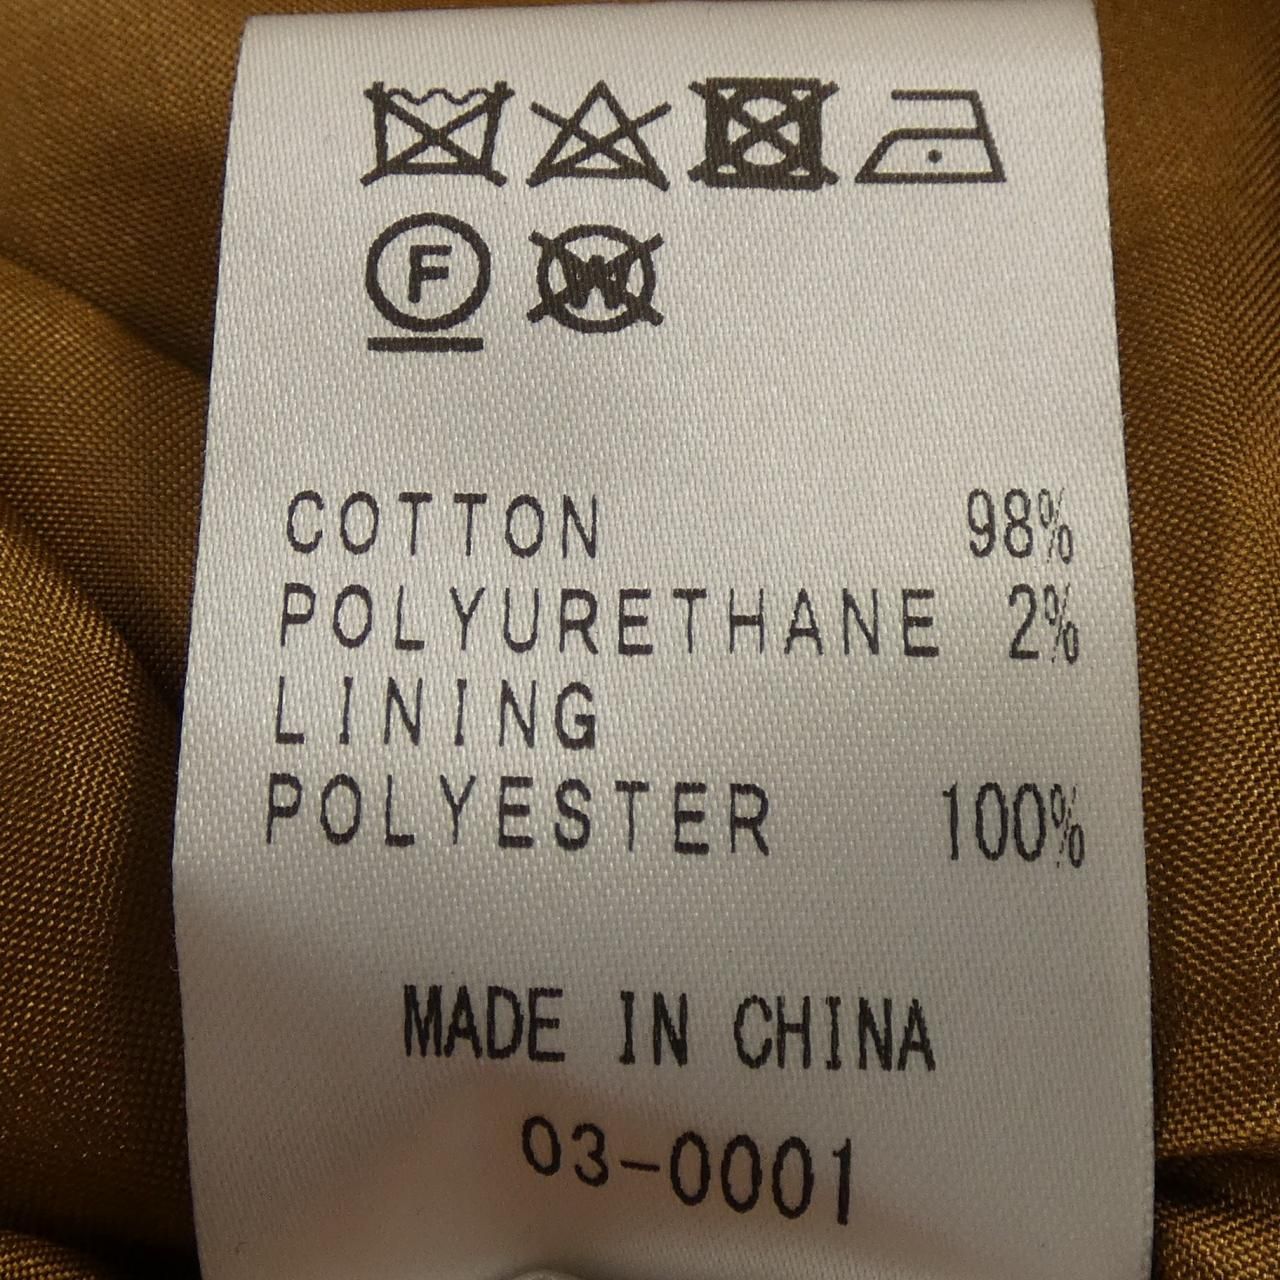 F W
COTTON 98%
POLYURETHANE 2%
LINING
POLYESTER 100%
MADE IN CHINA
03-0001